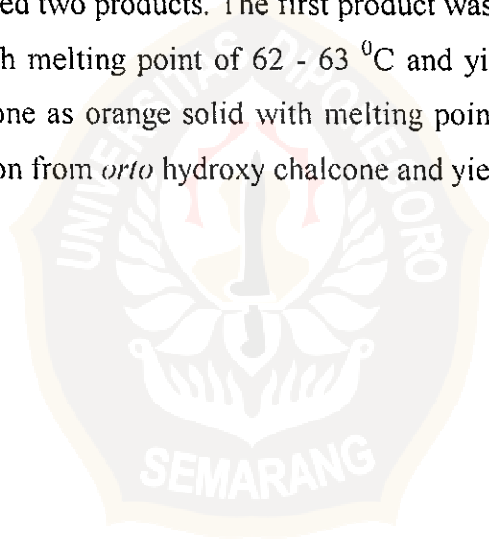 ed two products. The first product was
h melting point of 62 - 63 ⁰C and yi
one as orange solid with melting poin
on from orto hydroxy chalcone and yie
UNIVERSITAS DIPONEGORO
SEMARANG